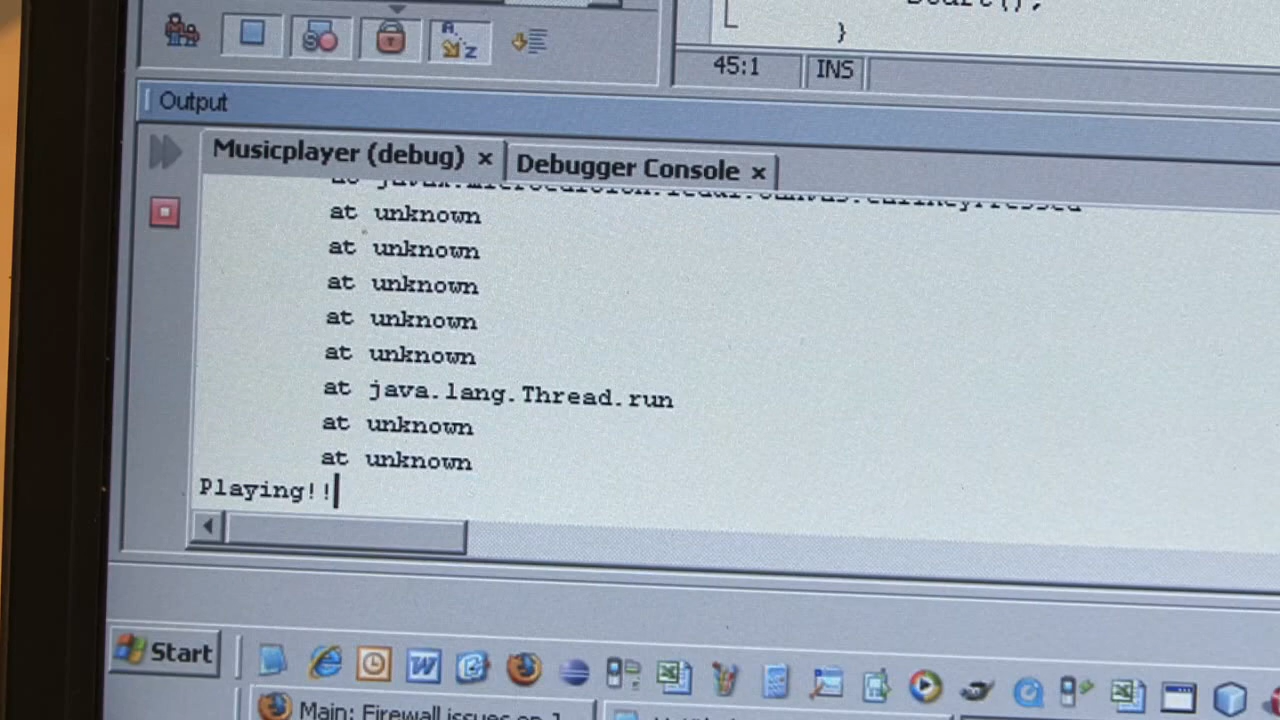 Start();
}
45:1 INS
Output
Musicplayer (debug) × Debugger Console ×
at unknown
at unknown
at unknown
at unknown
at unknown
at java.lang.Thread.run
at unknown
at unknown
Playing!!
Start
Main: Firewall issues on